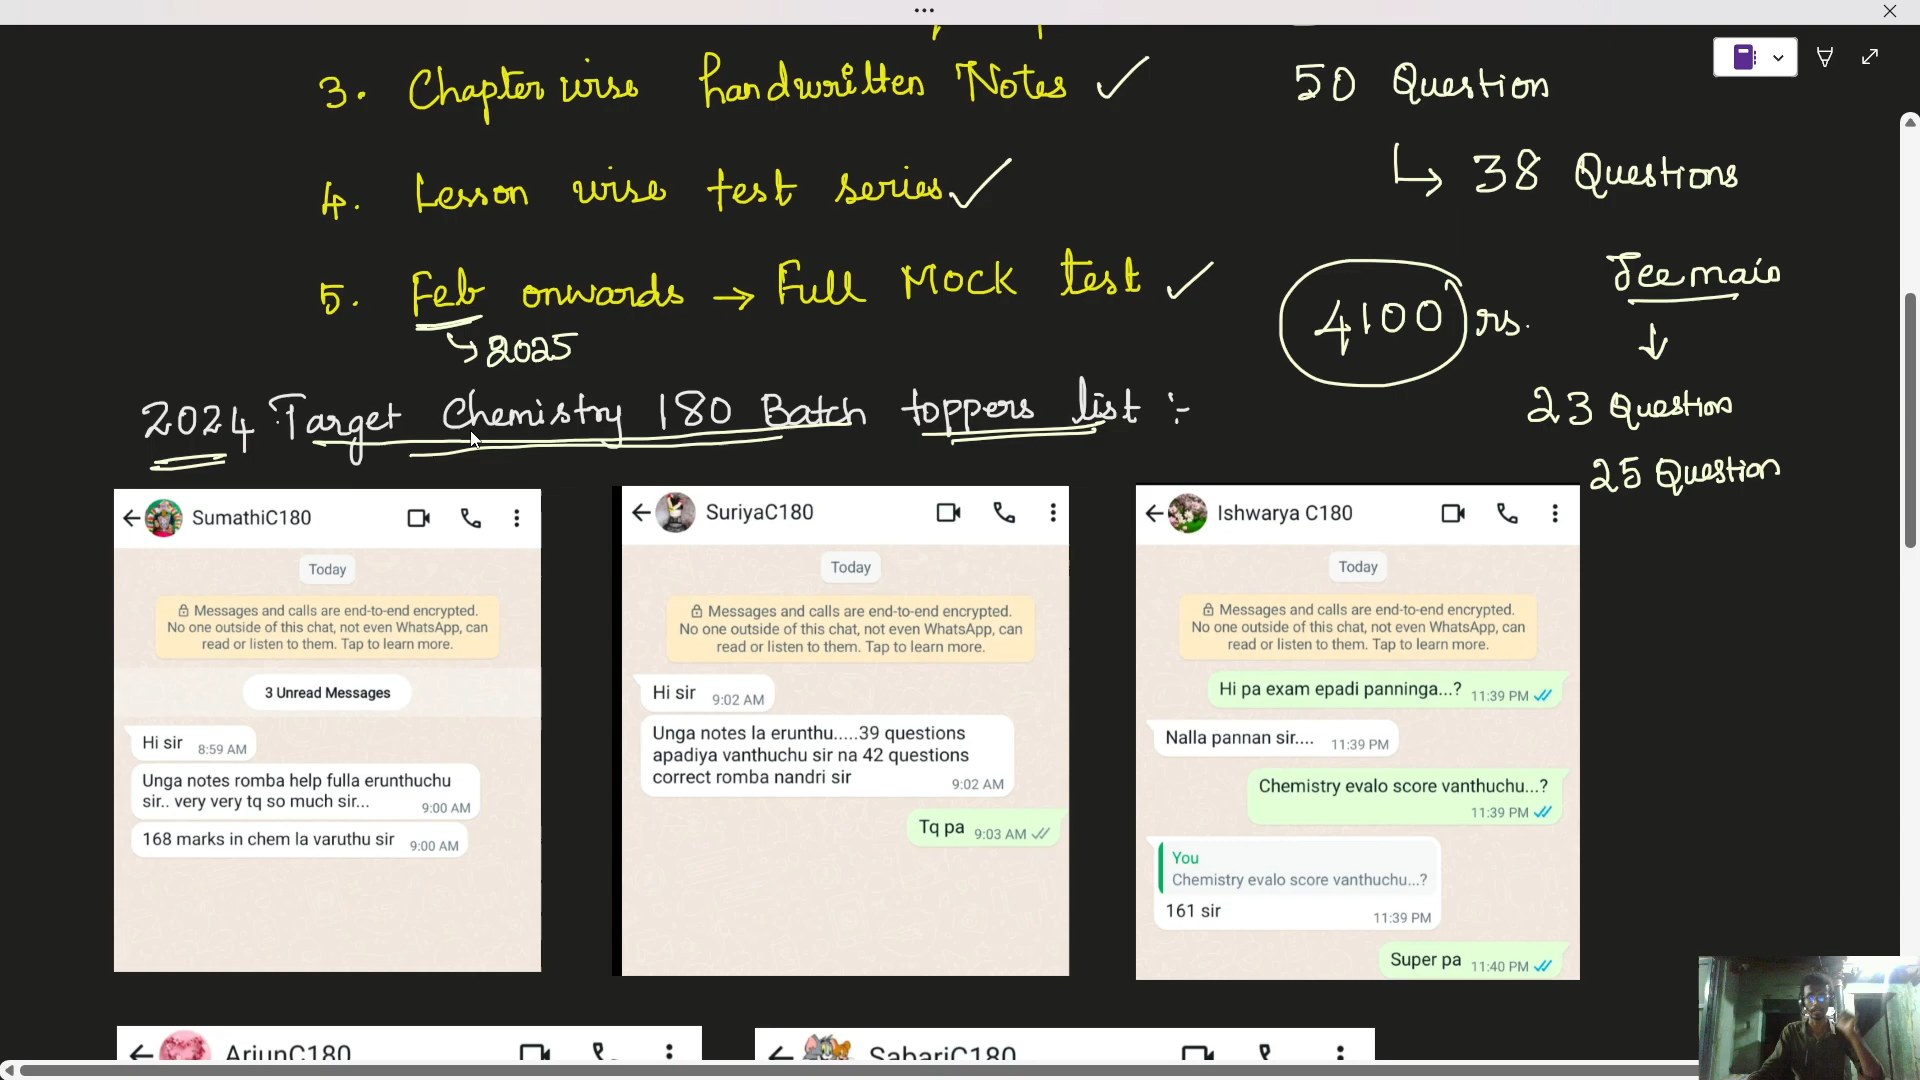 3. Chapter wise handwritten Notes ✓
50 Question
↳ 38 Questions
4. Lesson wise test series ✓
5. Feb onwards → Full Mock test ✓
↳ 2025
4100 rs.
Jee main
↓
23 Question
25 Question
2024 Target Chemistry 180 Batch toppers list :-
SumathiC180
Today
Messages and calls are end-to-end encrypted.
No one outside of this chat, not even WhatsApp, can
read or listen to them. Tap to learn more.
3 Unread Messages
Hi sir 8:59 AM
Unga notes romba help fulla erunthuchu
sir.. very very tq so much sir... 9:00 AM
168 marks in chem la varuthu sir 9:00 AM
SuriyaC180
Today
Messages and calls are end-to-end encrypted.
No one outside of this chat, not even WhatsApp, can
read or listen to them. Tap to learn more.
Hi sir 9:02 AM
Unga notes la erunthu.....39 questions
apadiya vanthuchu sir na 42 questions
correct romba nandri sir
9:02 AM
Tq pa 9:03 AM
Ishwarya C180
Today
Messages and calls are end-to-end encrypted.
No one outside of this chat, not even WhatsApp, can
read or listen to them. Tap to learn more.
Hi pa exam epadi panninga...? 11:39 PM
Nalla pannan sir.... 11:39 PM
Chemistry evalo score vanthuchu...?
11:39 PM
You
Chemistry evalo score vanthuchu...?
161 sir 11:39 PM
Super pa 11:40 PM
ArjunC180
SabariC180